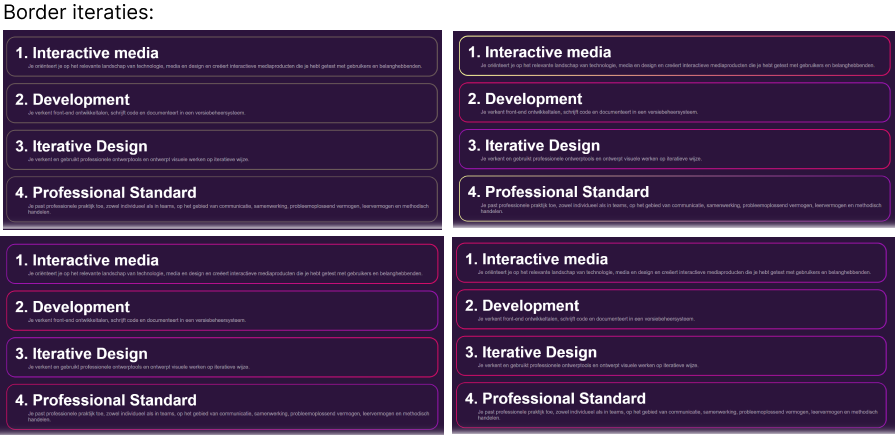 Border iteraties:
1. Interactive media
Je oriënteert je op het relevante landschap van technologie, media en design en creëert interactieve mediaproducten die je hebt getest met gebruikers en belanghebbenden.
2. Development
Je verkent front-end ontwikkeltalen, schrijft code en documenteert in een versiebeheersysteem.
3. Iterative Design
Je verkent en gebruikt professionele ontwerptools en ontwerpt visuele werken op iteratieve wijze.
4. Professional Standard
Je past professionele praktijk toe, zowel individueel als in teams, op het gebied van communicatie, samenwerking, probleemoplossend vermogen, leervermogen en methodisch
handelen.
1. Interactive media
Je oriënteert je op het relevante landschap van technologie, media en design en creëert interactieve mediaproducten die je hebt getest met gebruikers en belanghebbenden.
2. Development
Je verkent front-end ontwikkeltalen, schrijft code en documenteert in een versiebeheersysteem.
3. Iterative Design
Je verkent en gebruikt professionele ontwerptools en ontwerpt visuele werken op iteratieve wijze.
4. Professional Standard
Je past professionele praktijk toe, zowel individueel als in teams, op het gebied van communicatie, samenwerking, probleemoplossend vermogen, leervermogen en methodisch
handelen.
1. Interactive media
Je oriënteert je op het relevante landschap van technologie, media en design en creëert interactieve mediaproducten die je hebt getest met gebruikers en belanghebbenden.
2. Development
Je verkent front-end ontwikkeltalen, schrijft code en documenteert in een versiebeheersysteem.
3. Iterative Design
Je verkent en gebruikt professionele ontwerptools en ontwerpt visuele werken op iteratieve wijze.
4. Professional Standard
Je past professionele praktijk toe, zowel individueel als in teams, op het gebied van communicatie, samenwerking, probleemoplossend vermogen, leervermogen en methodisch
handelen.
1. Interactive media
Je oriënteert je op het relevante landschap van technologie, media en design en creëert interactieve mediaproducten die je hebt getest met gebruikers en belanghebbenden.
2. Development
Je verkent front-end ontwikkeltalen, schrijft code en documenteert in een versiebeheersysteem.
3. Iterative Design
Je verkent en gebruikt professionele ontwerptools en ontwerpt visuele werken op iteratieve wijze.
4. Professional Standard
Je past professionele praktijk toe, zowel individueel als in teams, op het gebied van communicatie, samenwerking, probleemoplossend vermogen, leervermogen en methodisch
handelen.